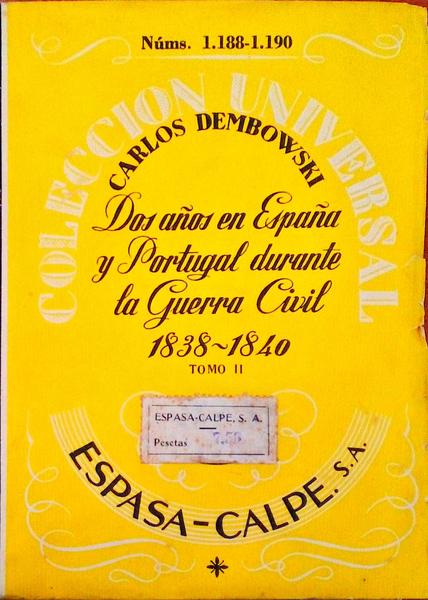 Núms. 1.188-1.190
COLECCION UNIVERSAL
CARLOS DEMBOWSKI
Dos años en España
y Portugal durante
la Guerra Civil
1838~1840
TOMO II
ESPASA-CALPE, S. A.
Pesetas
ESPASA-CALPE. S.A.